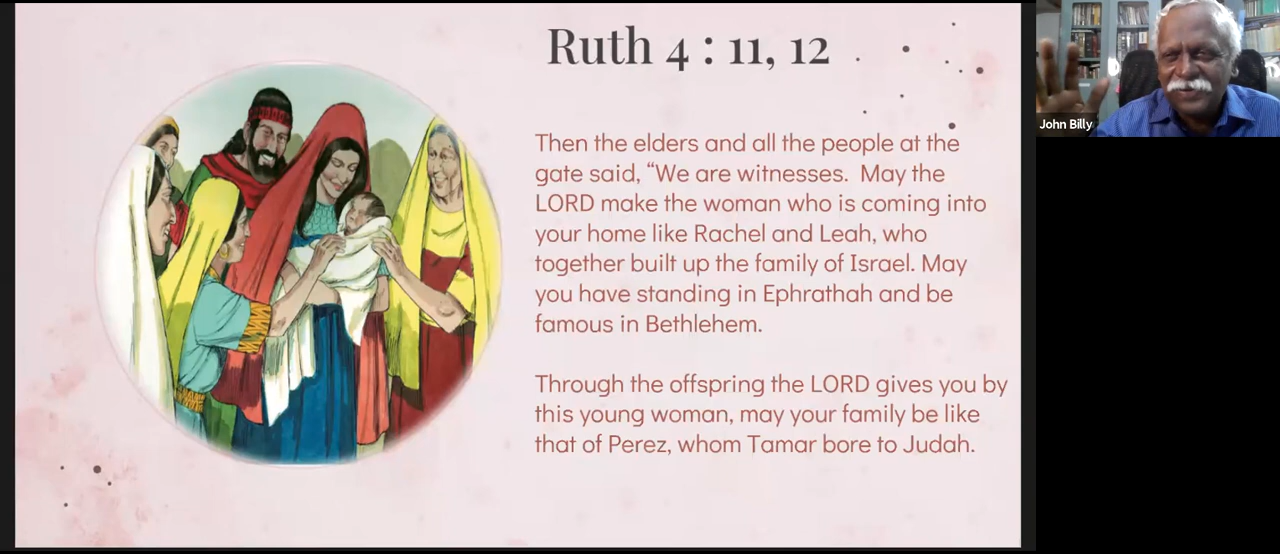 Ruth 4 : 11, 12
Then the elders and all the people at the
gate said, “We are witnesses.  May the
LORD make the woman who is coming into
your home like Rachel and Leah, who
together built up the family of Israel. May
you have standing in Ephrathah and be
famous in Bethlehem.
Through the offspring the LORD gives you by
this young woman, may your family be like
that of Perez, whom Tamar bore to Judah.
John Billy